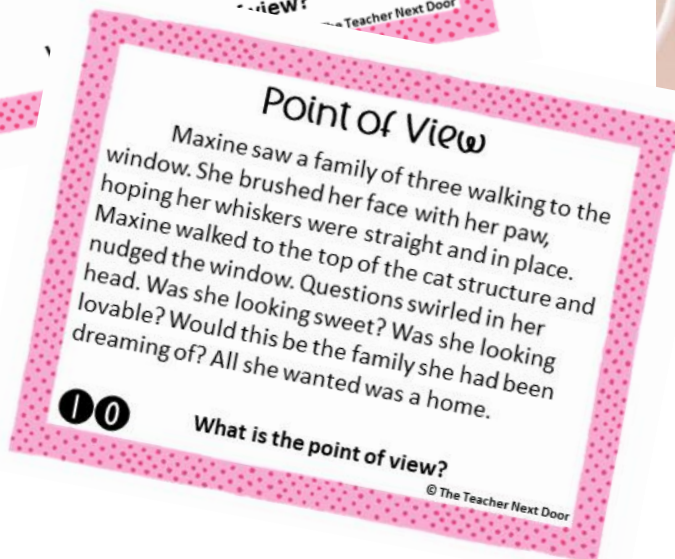 view?
Teacher Next Door
Point of View
Maxine saw a family of three walking to the
window. She brushed her face with her paw,
hoping her whiskers were straight and in place.
Maxine walked to the top of the cat structure and
nudged the window. Questions swirled in her
head. Was she looking sweet? Was she looking
lovable? Would this be the family she had been
dreaming of? All she wanted was a home.
10
What is the point of view?
© The Teacher Next Door